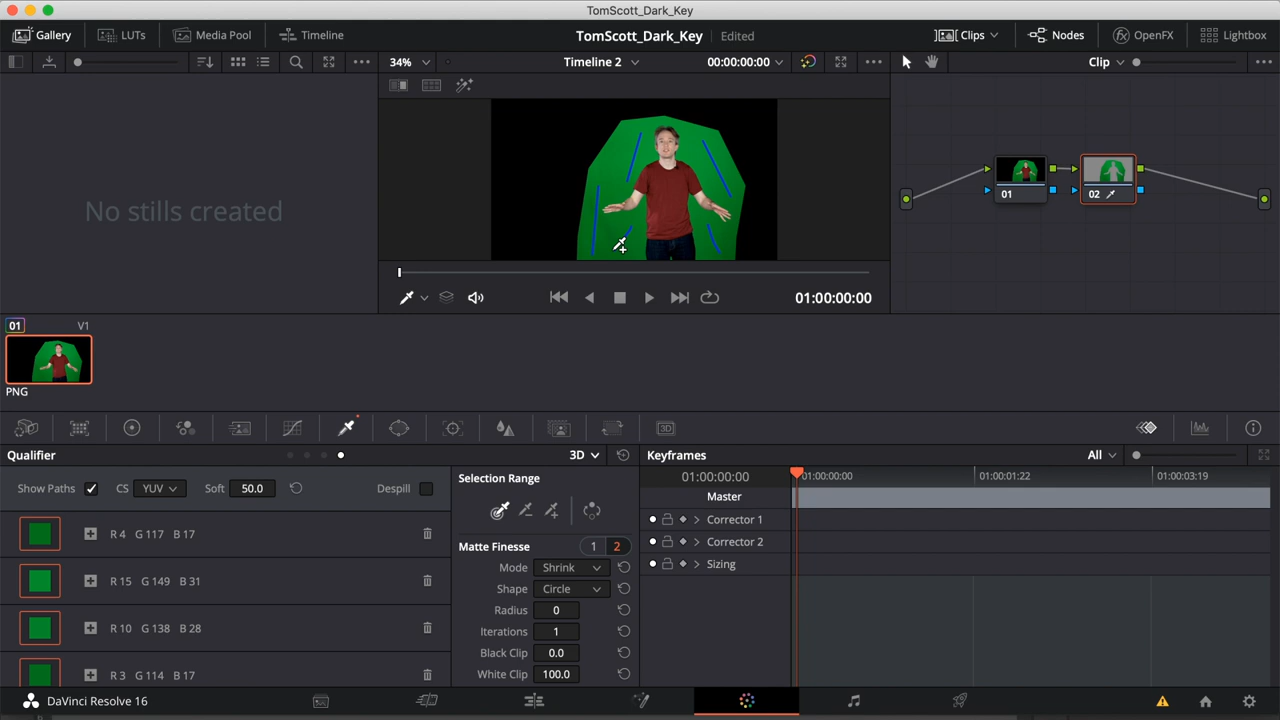 TomScott_Dark_Key
Gallery LUTs Media Pool Timeline TomScott_Dark_Key Edited Clips Nodes OpenFX Lightbox
34% Timeline 2 00:00:00:00 Clip
No stills created
01
02
01:00:00:00
01 V1
PNG
Qualifier 3D Keyframes All
Show Paths CS YUV Soft 50.0 Despill
Selection Range
01:00:00:00 01:00:00:00 01:00:01:22 01:00:03:19
Master
Corrector 1
Corrector 2
Sizing
R 4 G 117 B 17
R 15 G 149 B 31
R 10 G 138 B 28
R 3 G 114 B 17
Matte Finesse 1 2
Mode Shrink
Shape Circle
Radius 0
Iterations 1
Black Clip 0.0
White Clip 100.0
3D
DaVinci Resolve 16